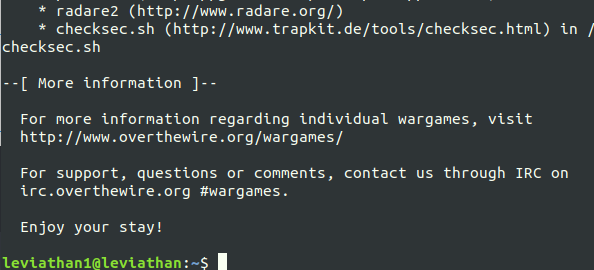 * radare2 (http://www.radare.org/)
* checksec.sh (http://www.trapkit.de/tools/checksec.html) in /
checksec.sh
--[ More information ]--
For more information regarding individual wargames, visit
http://www.overthewire.org/wargames/
For support, questions or comments, contact us through IRC on
irc.overthewire.org #wargames.
Enjoy your stay!
leviathan1@leviathan:~$